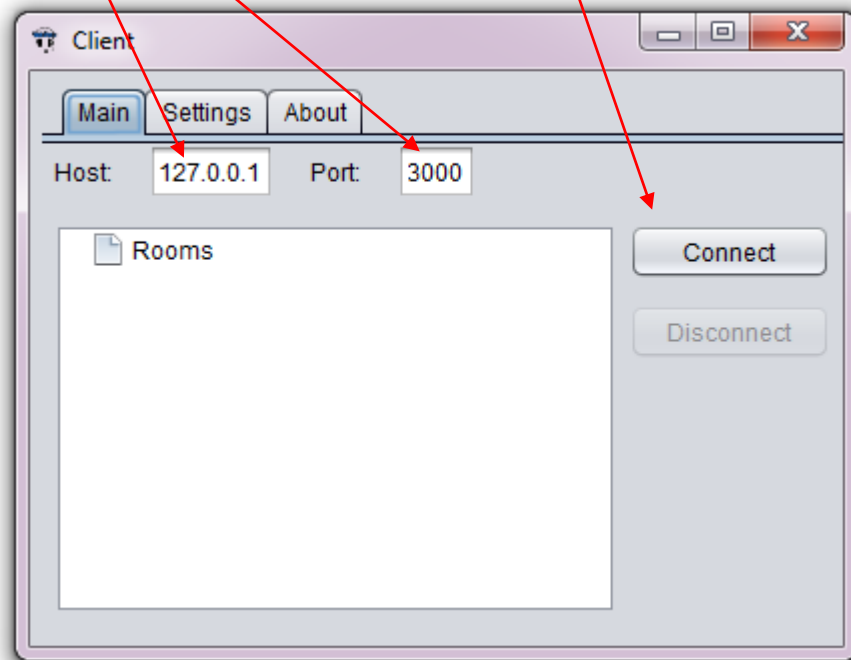 Client
Main Settings About
Host: 127.0.0.1 Port: 3000
Rooms
Connect
Disconnect